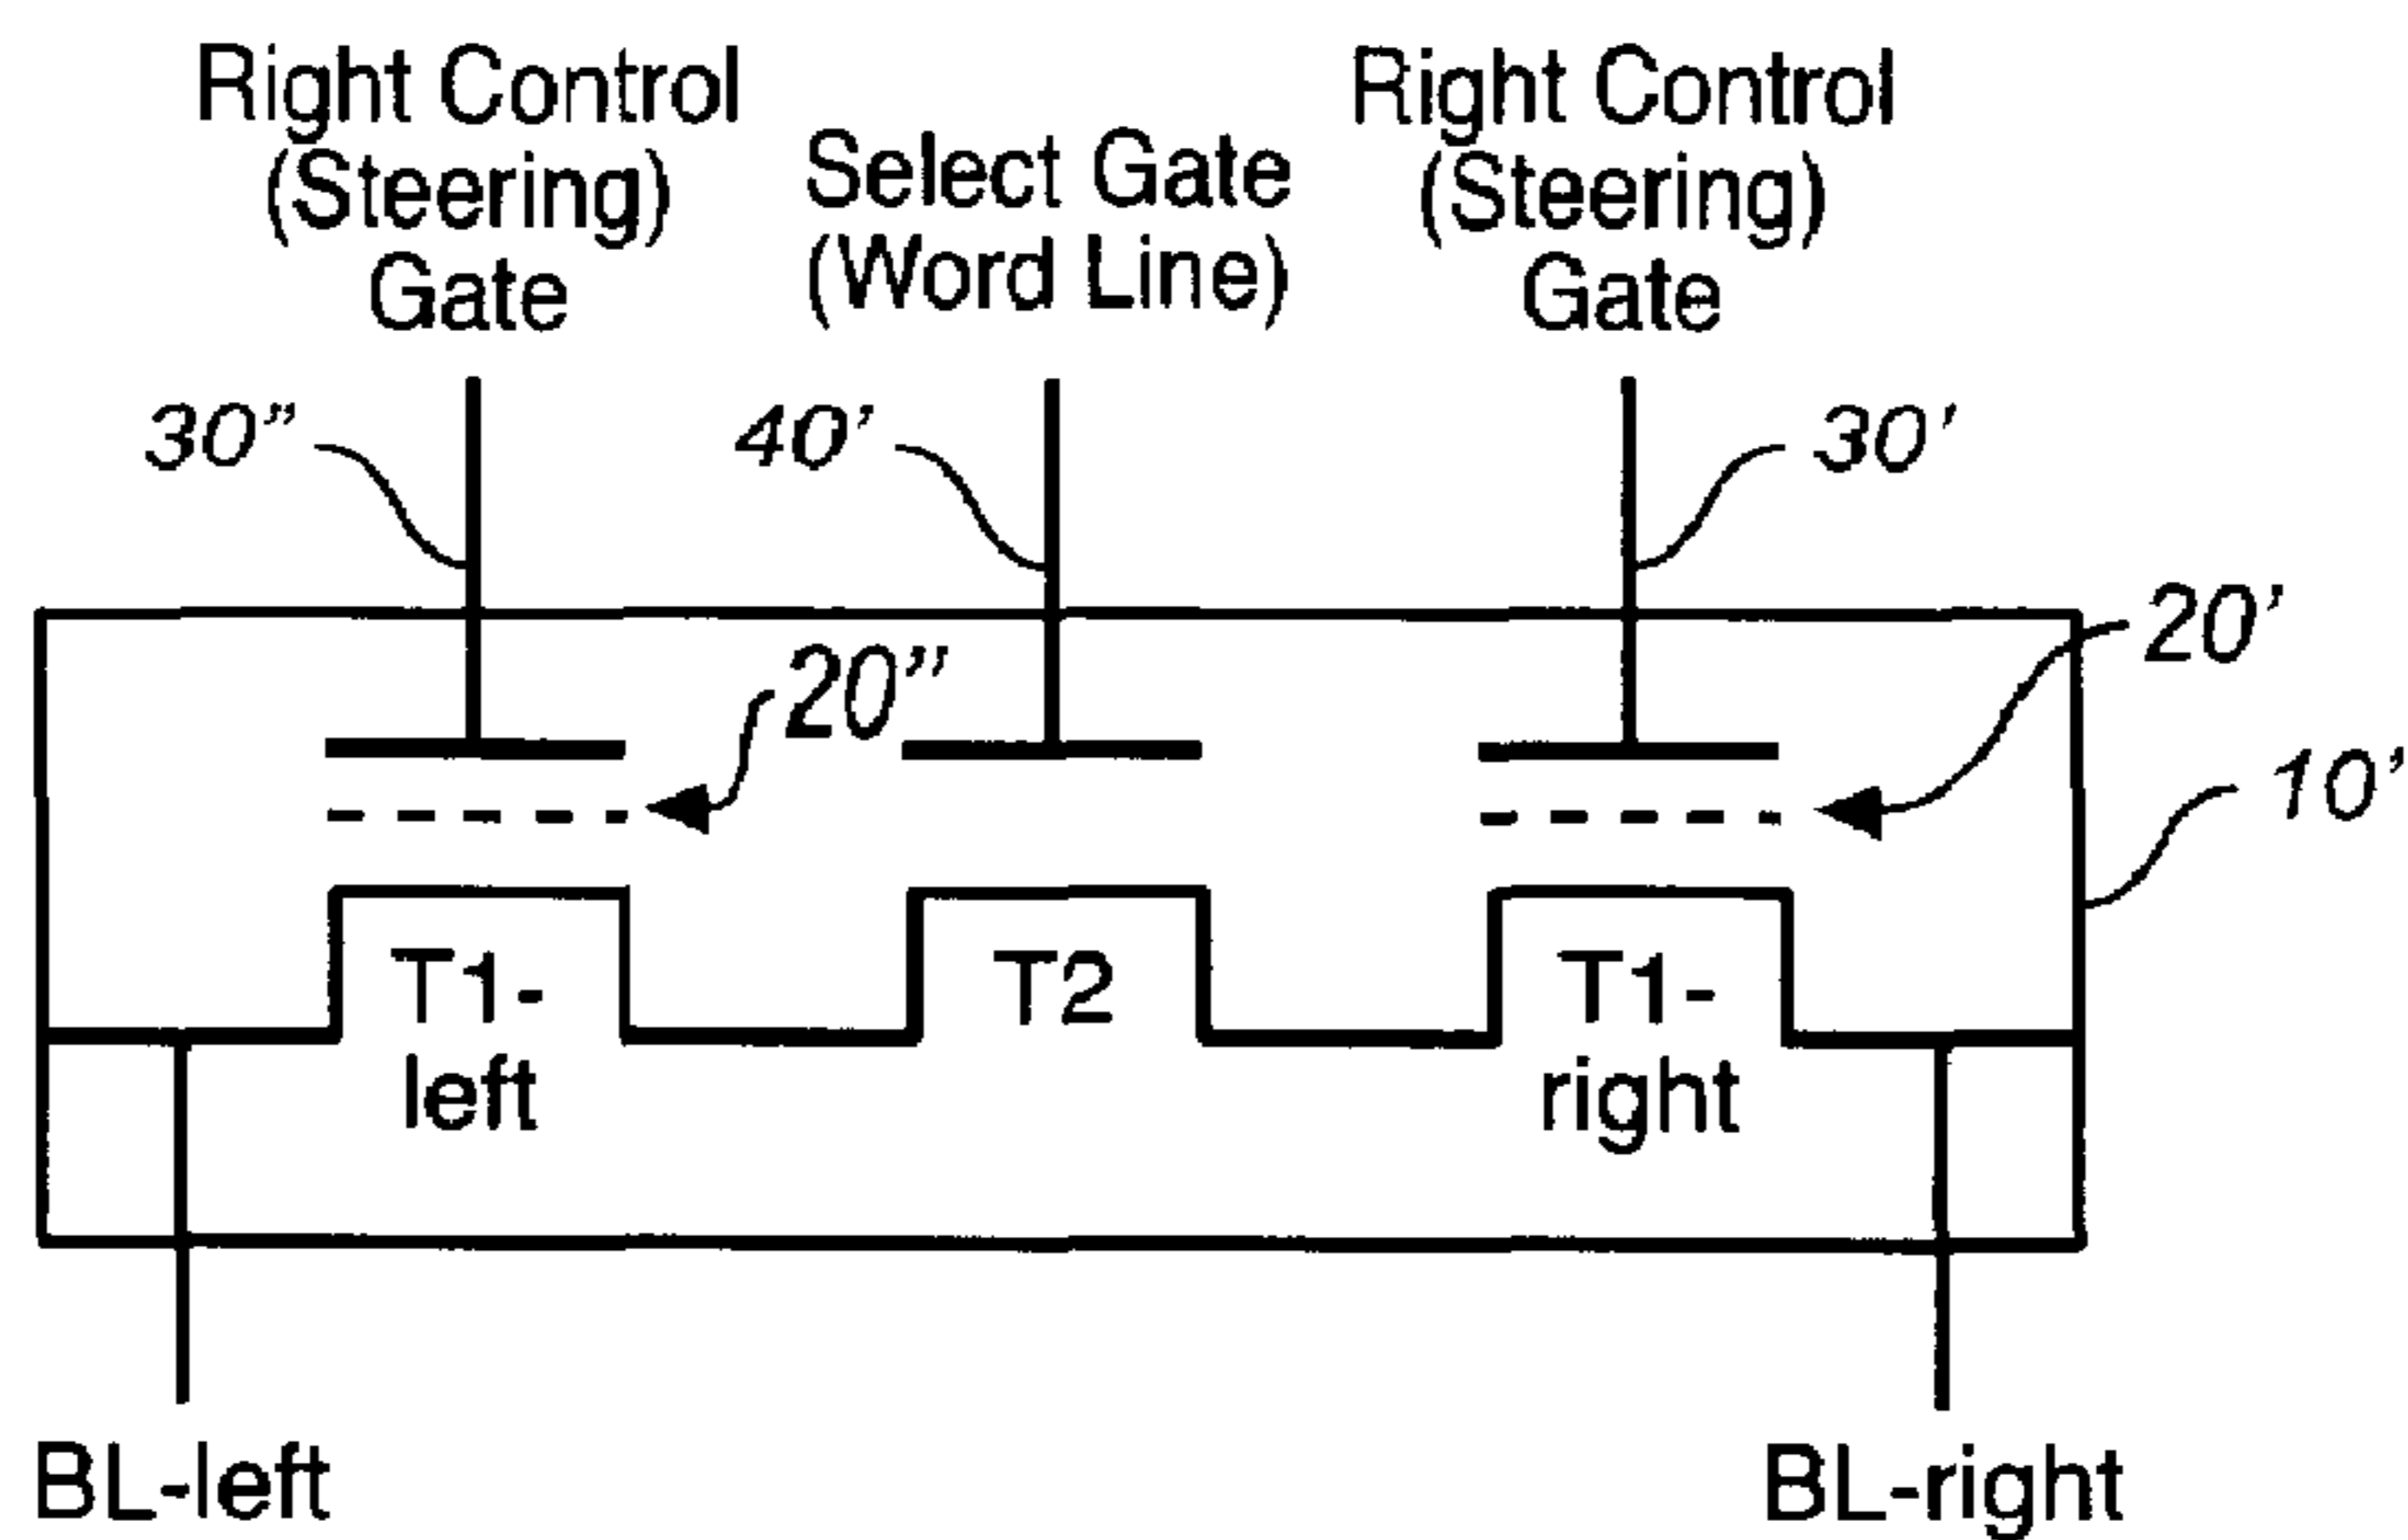 Right Control
(Steering)
Gate
Select Gate
(Word Line)
Right Control
(Steering)
Gate
30”
40’
30’
20’
20”
10’
T1-
left
T2
T1-
right
BL-left
BL-right